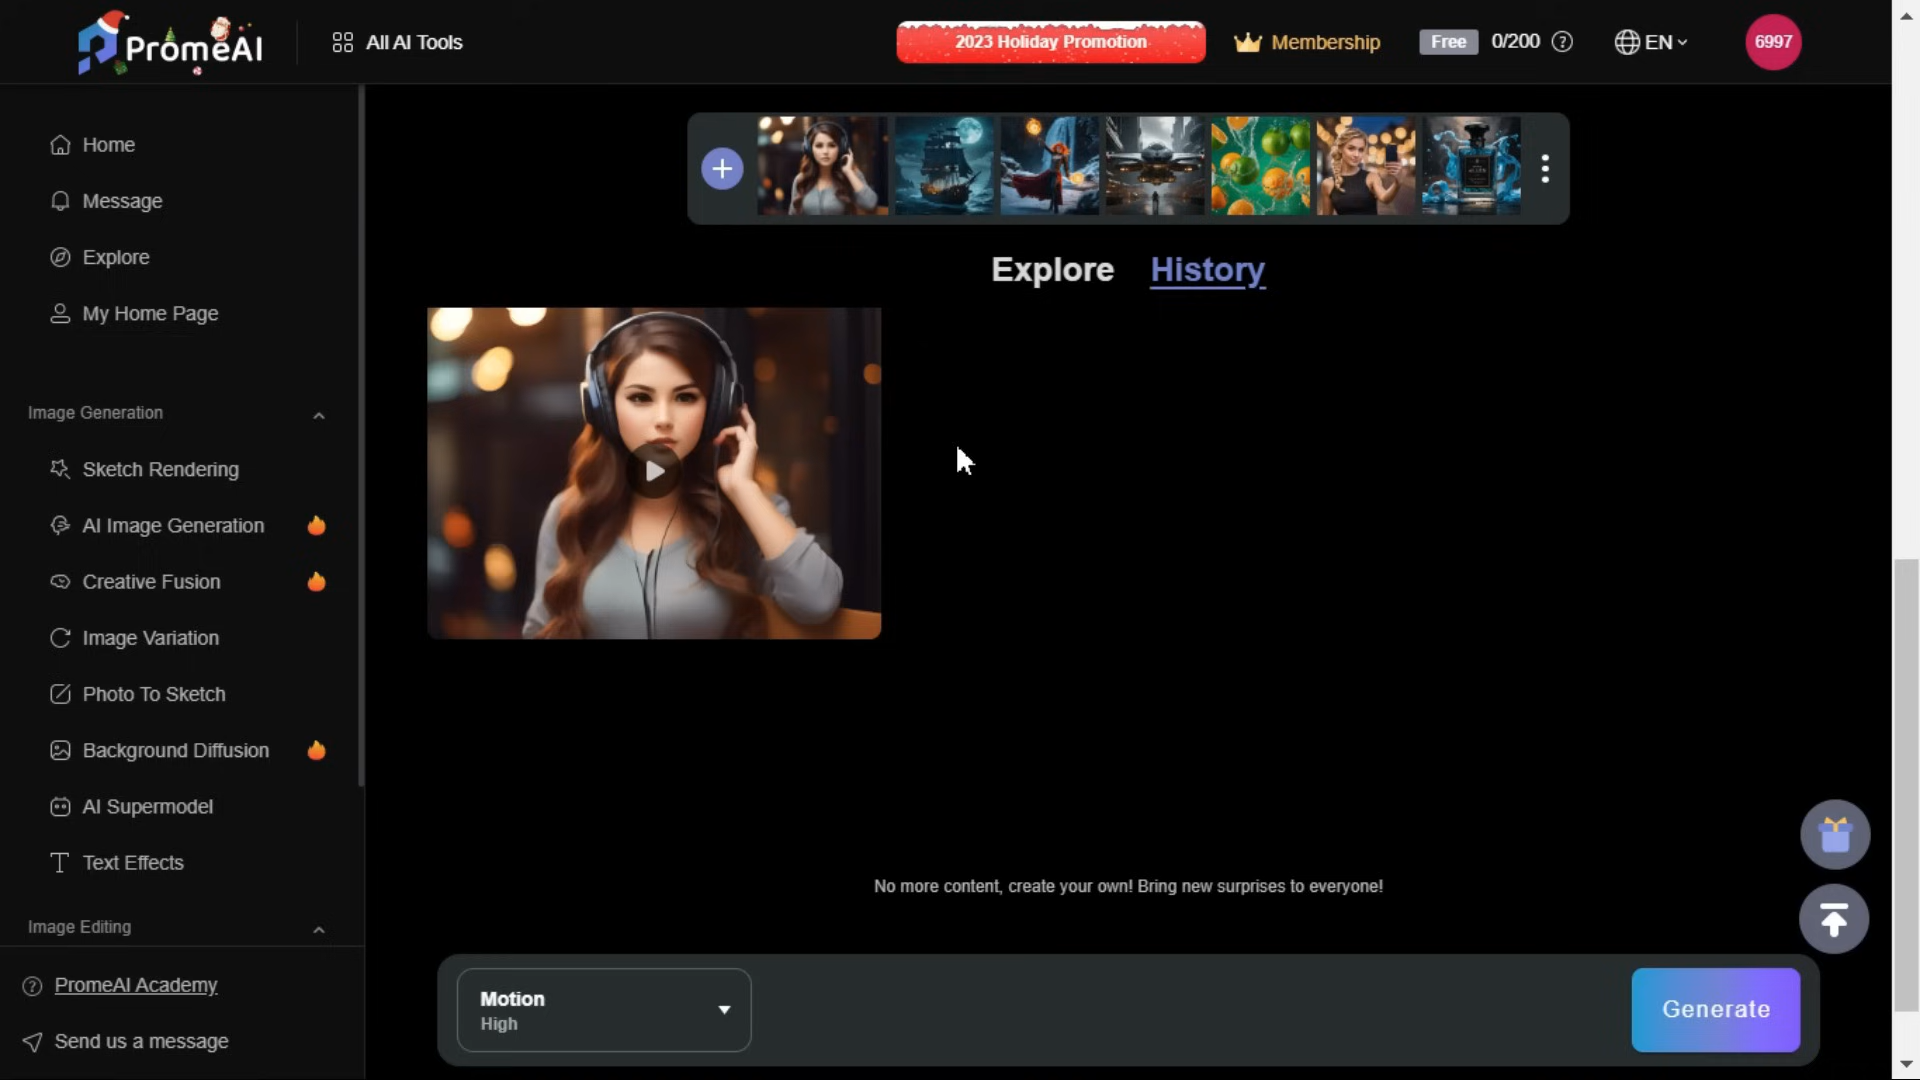 PromeAI
All AI Tools
2023 Holiday Promotion
Membership
Free
0/200
EN
6997
Home
Message
Explore
My Home Page
Image Generation
Sketch Rendering
AI Image Generation
Creative Fusion
Image Variation
Photo To Sketch
Background Diffusion
AI Supermodel
Text Effects
Image Editing
PromeAI Academy
Send us a message
Explore
History
No more content, create your own! Bring new surprises to everyone!
Motion
High
Generate